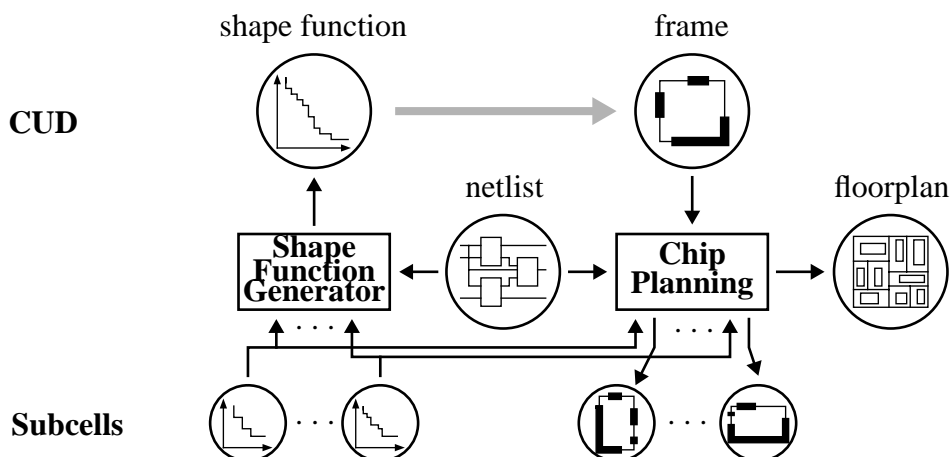 shape function
frame
CUD
netlist
floorplan
Shape
Function
Generator
Chip
Planning
. . .
. . .
Subcells
. . .
. . .